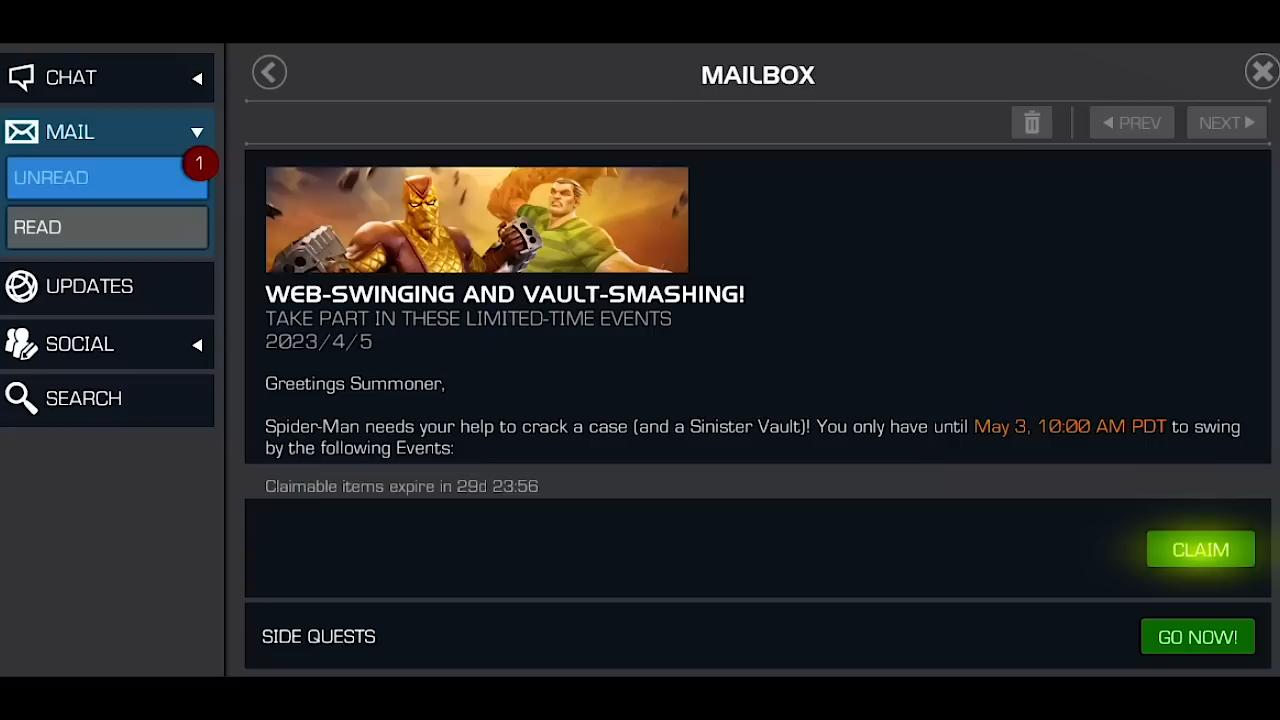 CHAT
MAILBOX
MAIL
PREV
NEXT
1
UNREAD
READ
UPDATES
SOCIAL
SEARCH
WEB-SWINGING AND VAULT-SMASHING!
TAKE PART IN THESE LIMITED-TIME EVENTS
2023/4/5
Greetings Summoner,
Spider-Man needs your help to crack a case (and a Sinister Vault)! You only have until May 3, 10:00 AM PDT to swing
by the following Events:
Claimable items expire in 29d 23:56
CLAIM
SIDE QUESTS
GO NOW!